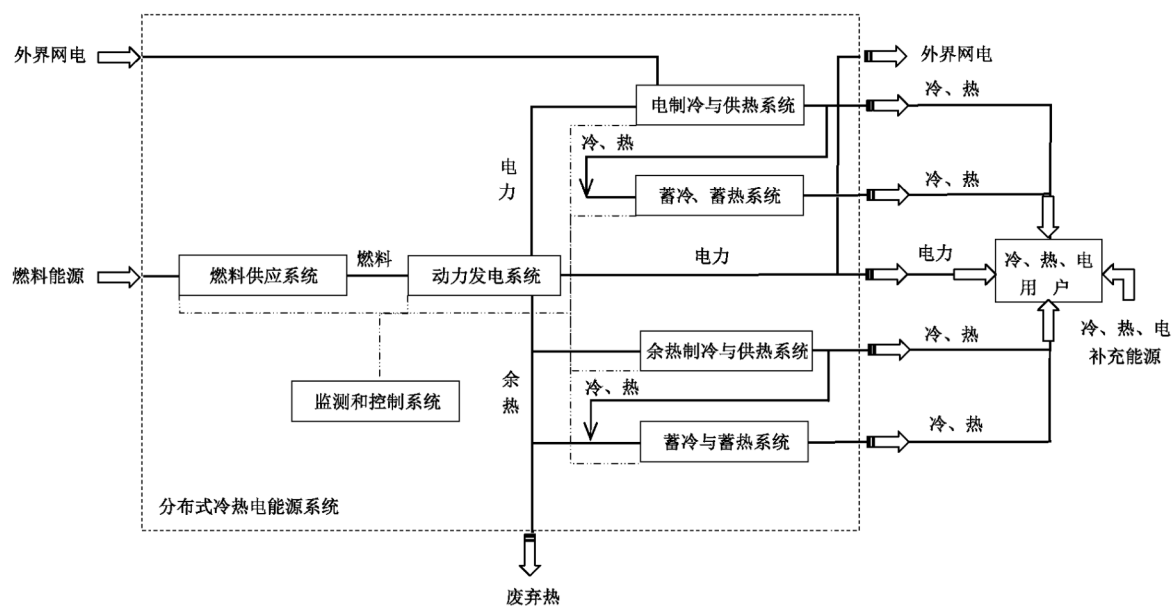 外界网电
外界网电
电制冷与供热系统
冷、热
冷、热
电力
蓄冷、蓄热系统
冷、热
燃料能源
燃料供应系统
燃料
动力发电系统
电力
电力
冷、热、电
用 户
冷、热、电
补充能源
余热制冷与供热系统
冷、热
余热
冷、热
监测和控制系统
蓄冷与蓄热系统
冷、热
分布式冷热电能源系统
废弃热